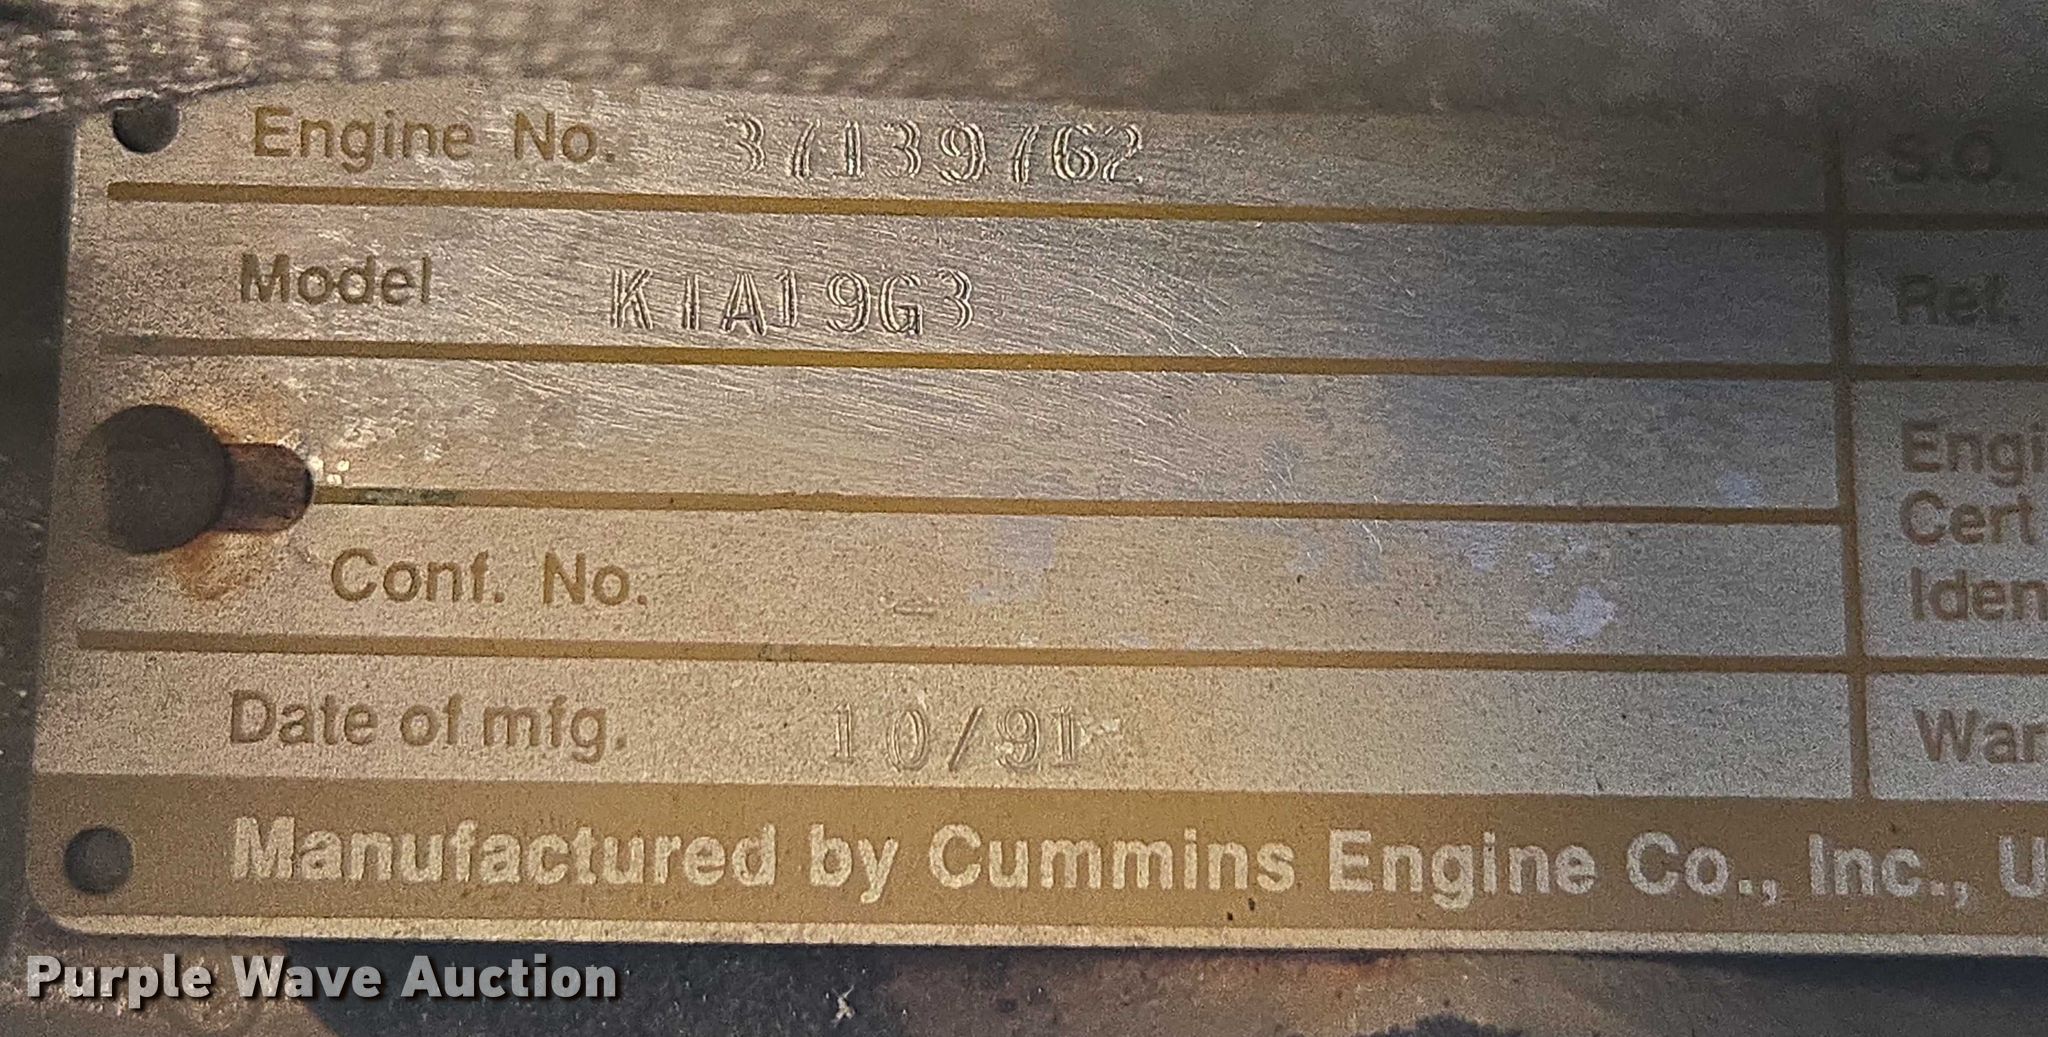 Engine No. 37139762 S.O.
Model KTA19G3 Ref.
Engi
Cert
Conf. No. - Iden
Date of mfg. 10/91 War
Manufactured by Cummins Engine Co., Inc., U
Purple Wave Auction